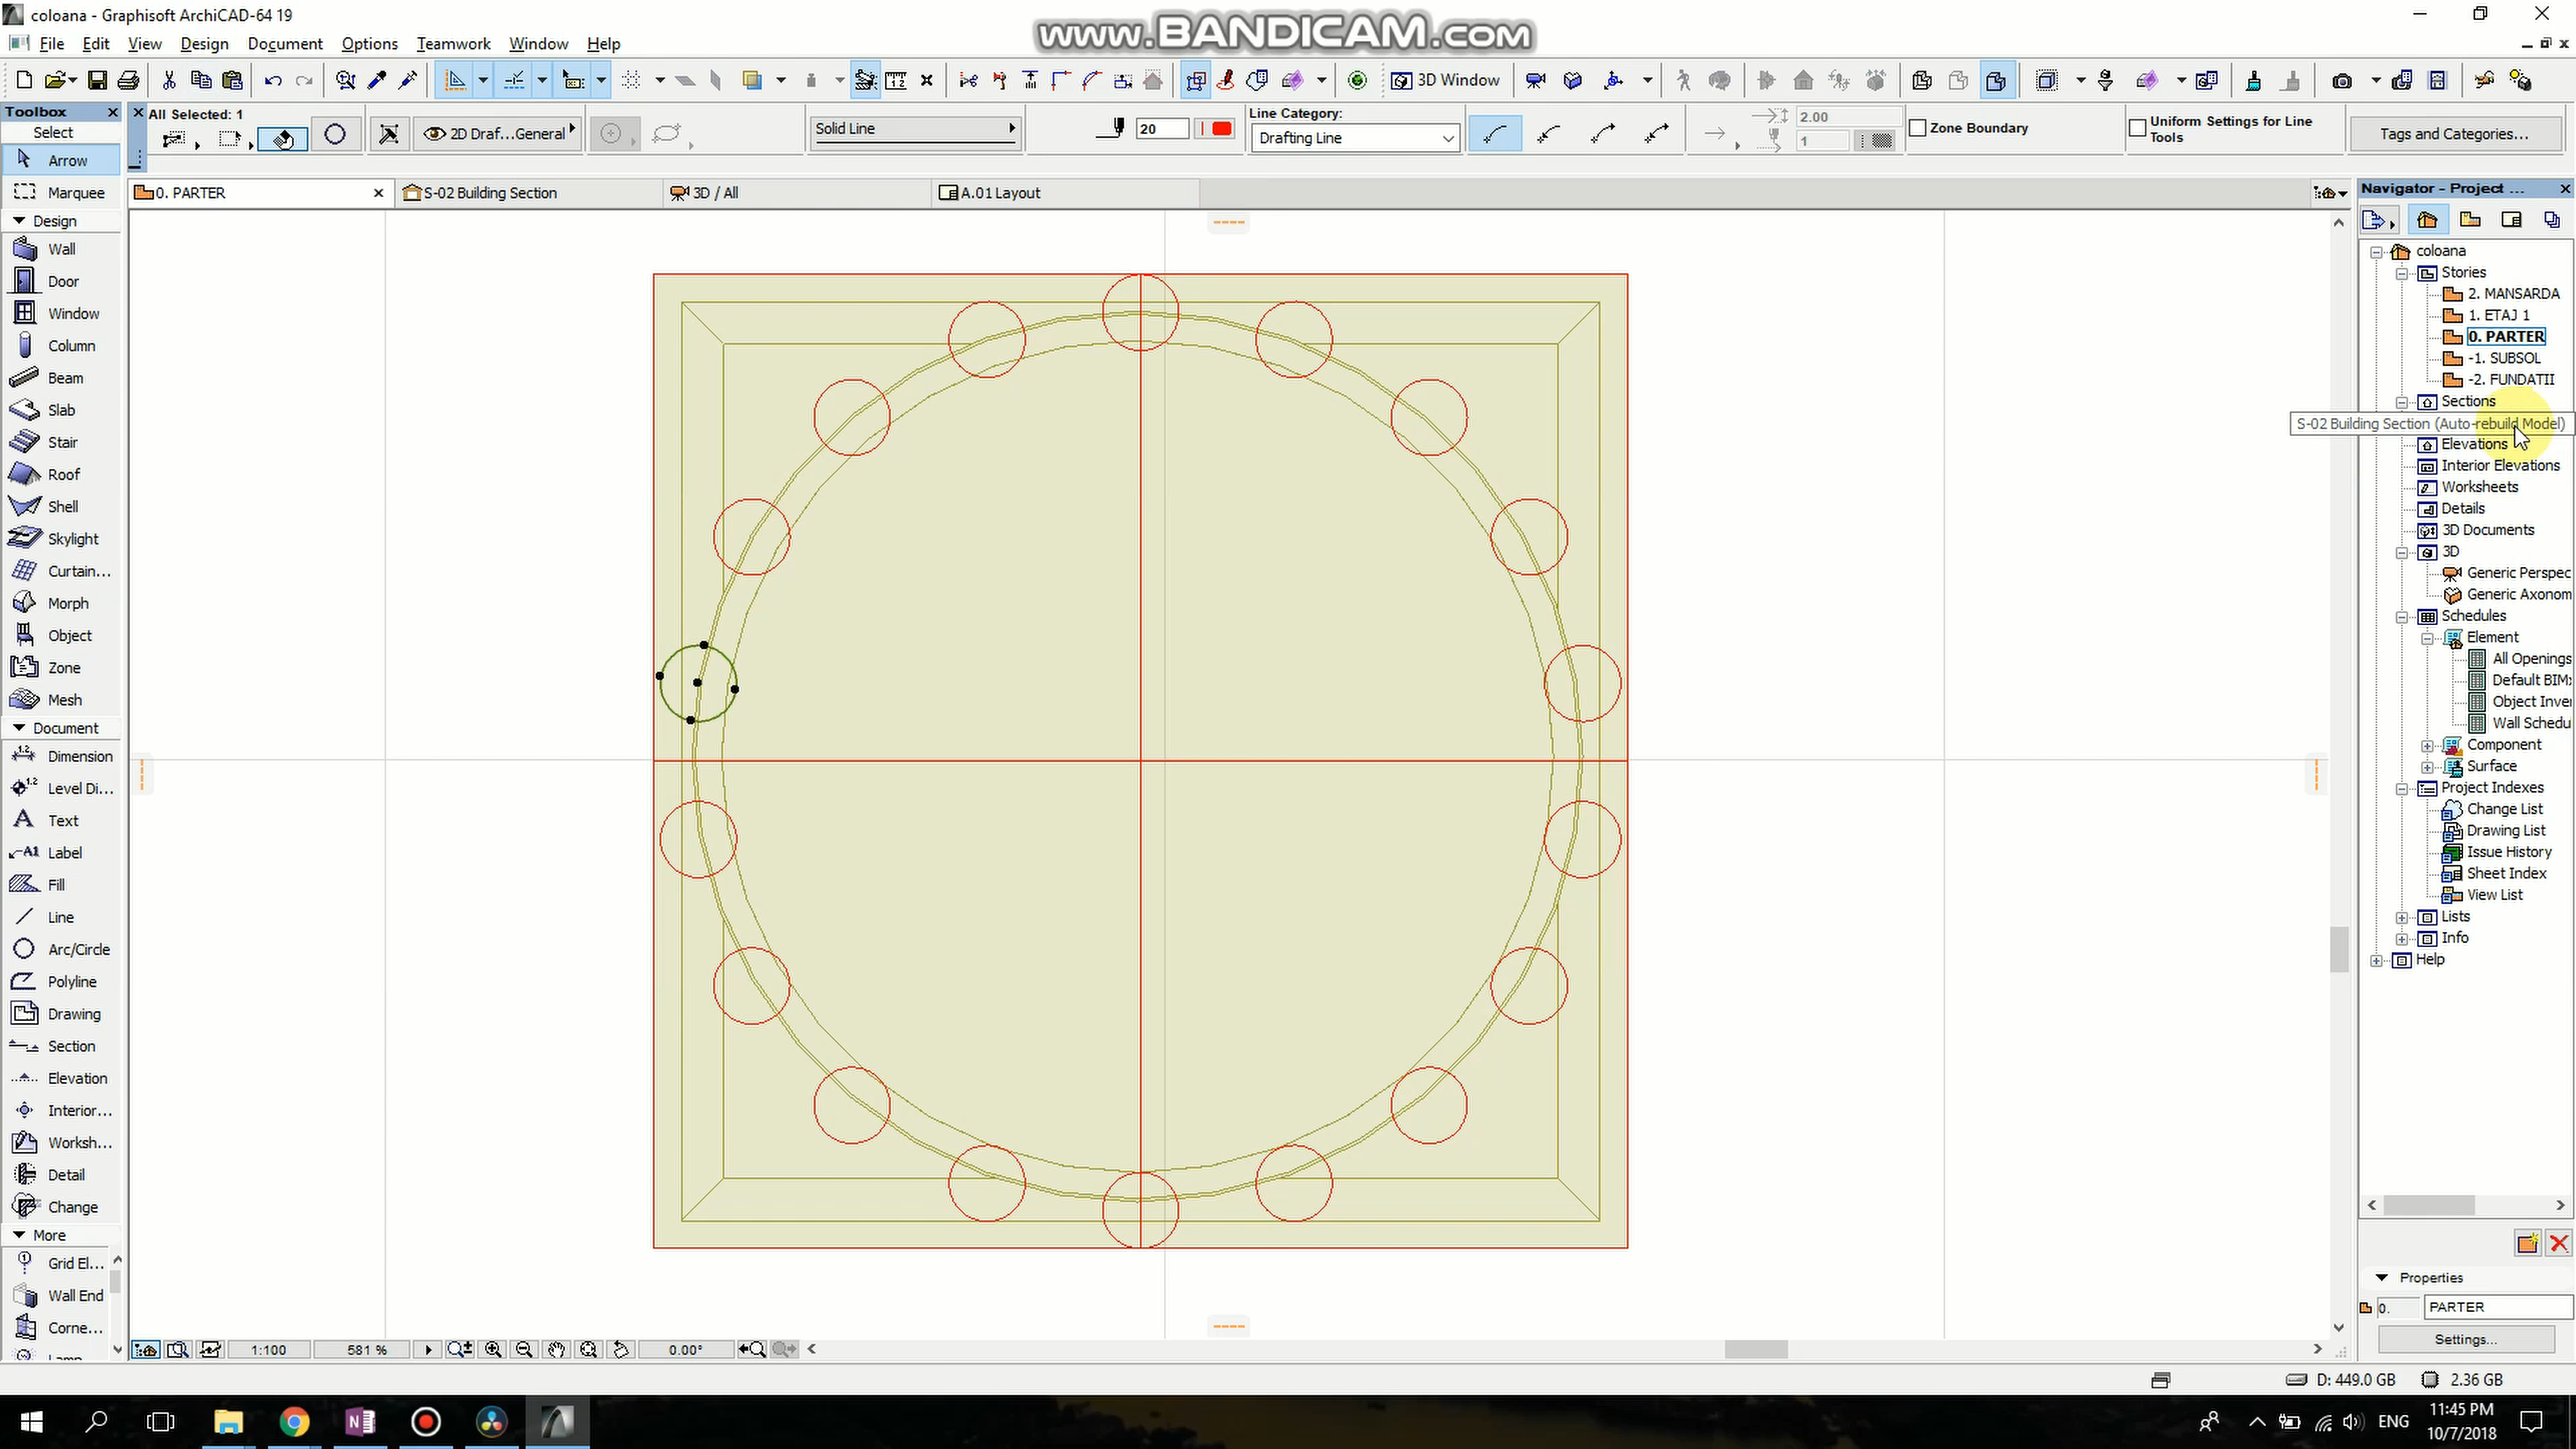 coloana - Graphisoft ArchiCAD-64 19
www.BANDICAM.com
File Edit View Design Document Options Teamwork Window Help
3D Window
Toolbox
Select
Arrow
Marquee
Design
Wall
Door
Window
Column
Beam
Slab
Stair
Roof
Shell
Skylight
Curtain...
Morph
Object
Zone
Mesh
Document
Dimension
Level Di...
Text
Label
Fill
Line
Arc/Circle
Polyline
Drawing
Section
Elevation
Interior...
Worksh...
Detail
Change
More
Grid El...
Wall End
Corne...
All Selected: 1
2D Draf...General
Solid Line
20
Line Category:
Drafting Line
2.00
1
Zone Boundary
Uniform Settings for Line Tools
Tags and Categories...
0. PARTER
S-02 Building Section
3D / All
A.01 Layout
Navigator - Project ...
coloana
Stories
2. MANSARDA
1. ETAJ 1
0. PARTER
-1. SUBSOL
-2. FUNDATII
Sections
S-02 Building Section (Auto-rebuild Model)
Elevations
Interior Elevations
Worksheets
Details
3D Documents
3D
Generic Perspec
Generic Axonom
Schedules
Element
All Openings
Default BIMx
Object Inver
Wall Schedu
Component
Surface
Project Indexes
Change List
Drawing List
Issue History
Sheet Index
View List
Lists
Info
Help
Properties
0. PARTER
Settings...
1:100
581 %
0.00°
D: 449.0 GB
2.36 GB
ENG
11:45 PM
10/7/2018